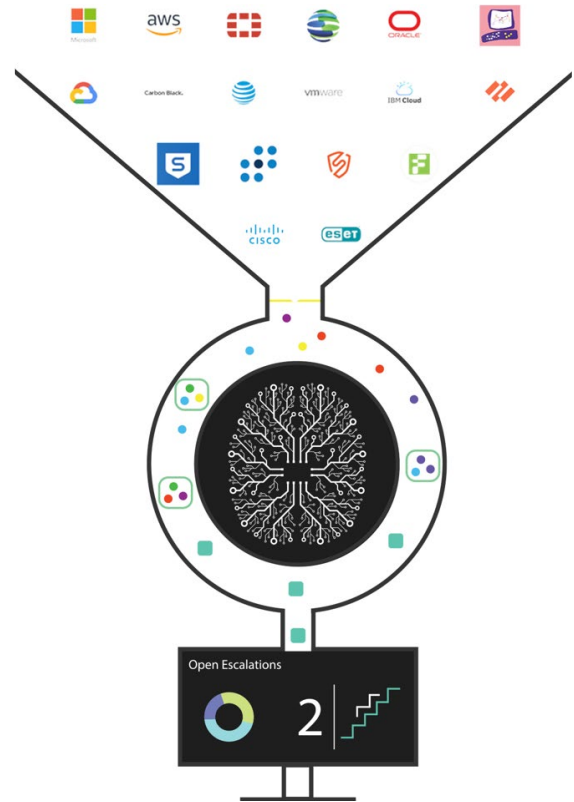 Microsoft
aws
ORACLE
Carbon Black.
vmware
IBM Cloud
S
F
CISCO
eseT
Open Escalations
2